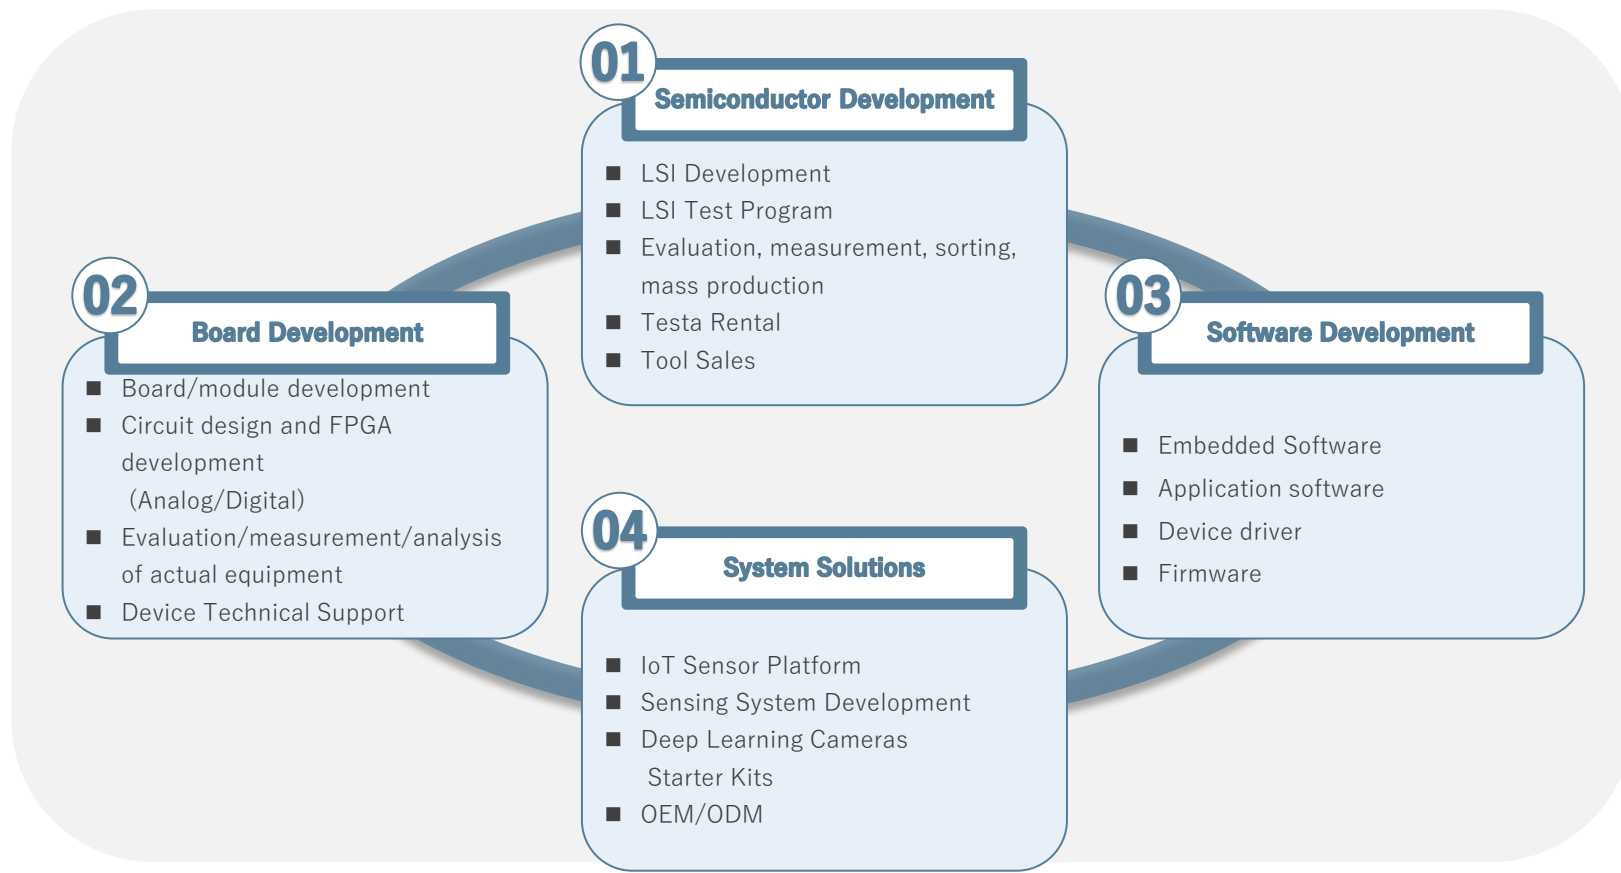 01
Semiconductor Development
■ LSI Development
■ LSI Test Program
■ Evaluation, measurement, sorting,
mass production
■ Testa Rental
■ Tool Sales
02
Board Development
■ Board/module development
■ Circuit design and FPGA
development
(Analog/Digital)
■ Evaluation/measurement/analysis
of actual equipment
■ Device Technical Support
03
Software Development
■ Embedded Software
■ Application software
■ Device driver
■ Firmware
04
System Solutions
■ IoT Sensor Platform
■ Sensing System Development
■ Deep Learning Cameras
Starter Kits
■ OEM/ODM